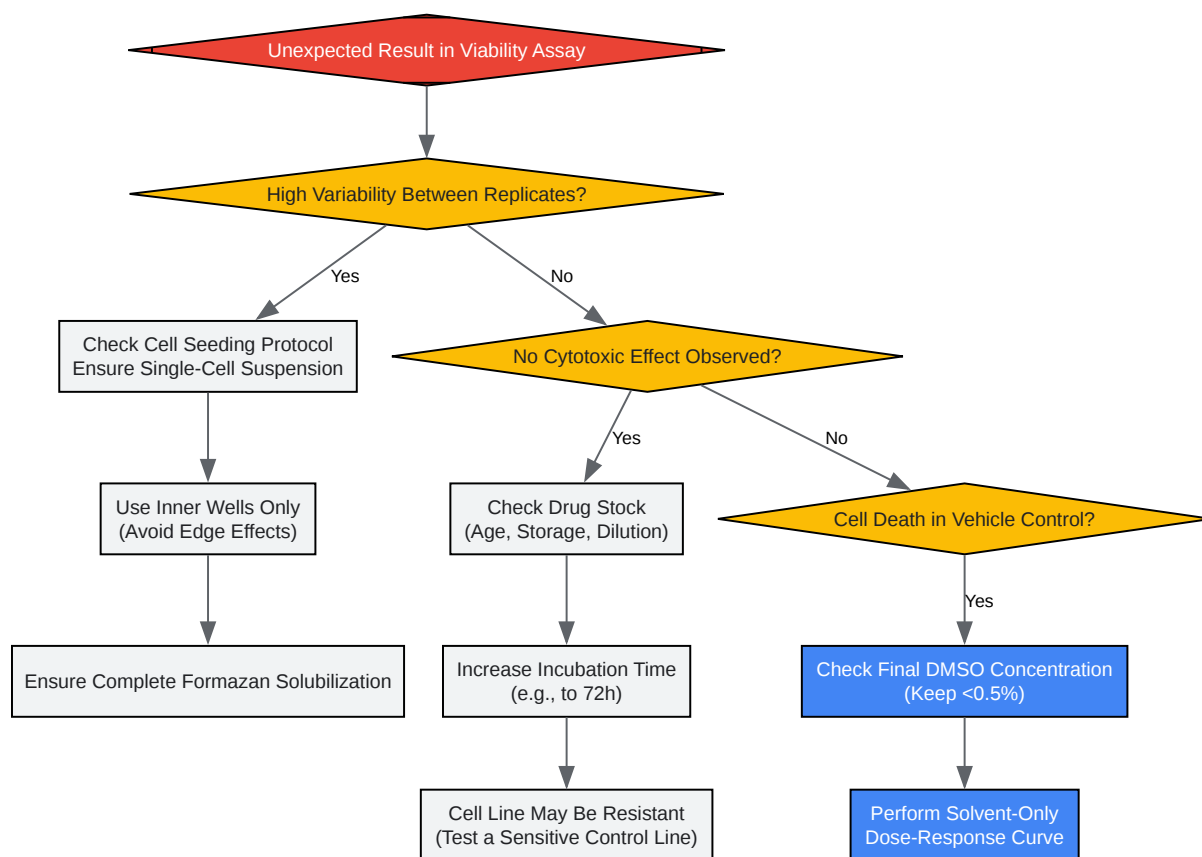 Unexpected Result in Viability Assay
High Variability Between Replicates?
Yes
No
Check Cell Seeding Protocol
Ensure Single-Cell Suspension
No Cytotoxic Effect Observed?
Yes
No
Use Inner Wells Only
(Avoid Edge Effects)
Check Drug Stock
(Age, Storage, Dilution)
Cell Death in Vehicle Control?
Yes
Ensure Complete Formazan Solubilization
Increase Incubation Time
(e.g., to 72h)
Check Final DMSO Concentration
(Keep <0.5%)
Cell Line May Be Resistant
(Test a Sensitive Control Line)
Perform Solvent-Only
Dose-Response Curve